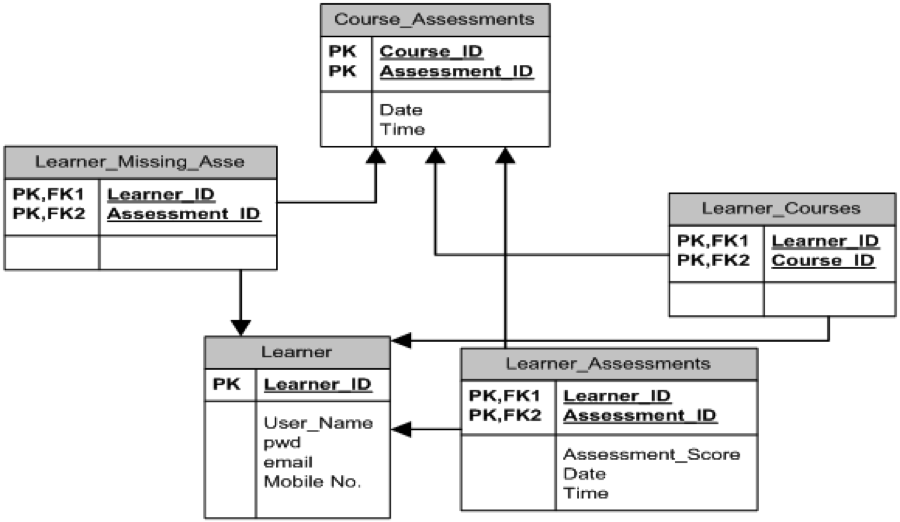 Course_Assessments
PK Course_ID
PK Assessment_ID
Date
Time
Learner_Missing_Asse
PK,FK1 Learner_ID
PK,FK2 Assessment_ID
Learner_Courses
PK,FK1 Learner_ID
PK,FK2 Course_ID
Learner
PK Learner_ID
User_Name
pwd
email
Mobile No.
Learner_Assessments
PK,FK1 Learner_ID
PK,FK2 Assessment_ID
Assessment_Score
Date
Time